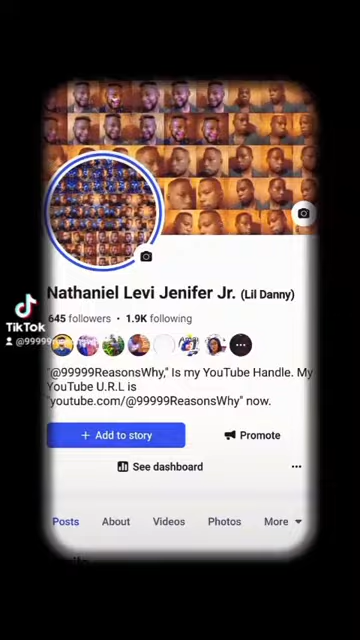 Nathaniel Levi Jenifer Jr. (Lil Danny)
645 followers • 1.9K following
TikTok
"@99999ReasonsWhy," Is my YouTube Handle. My
YouTube U.R.L is
"youtube.com/@99999ReasonsWhy" now.
+ Add to story
Promote
See dashboard
Posts
About
Videos
Photos
More